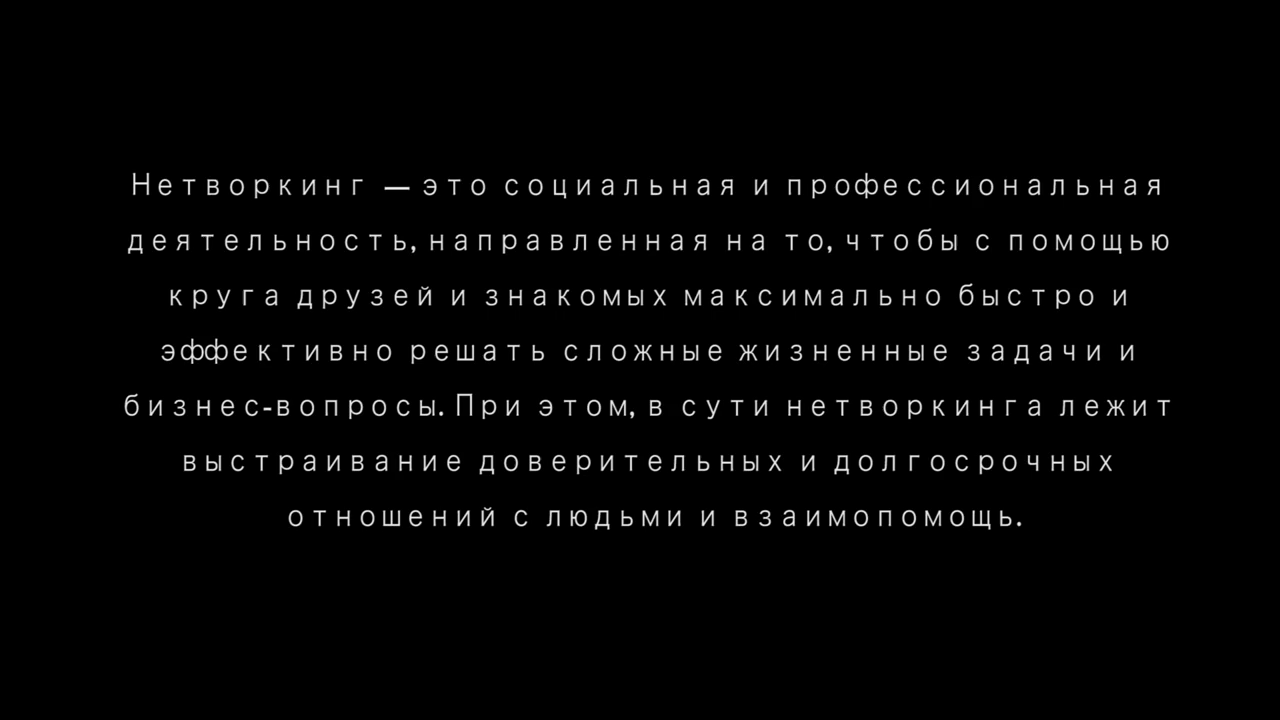 Нетворкинг — это социальная и профессиональная
деятельность, направленная на то, чтобы с помощью
круга друзей и знакомых максимально быстро и
эффективно решать сложные жизненные задачи и
бизнес-вопросы. При этом, в сути нетворкинга лежит
выстраивание доверительных и долгосрочных
отношений с людьми и взаимопомощь.